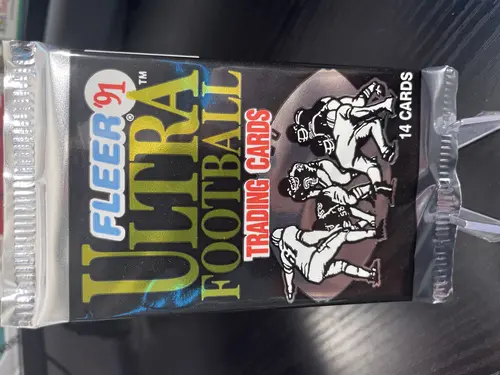 FLEER® '91
ULTRA™
FOOTBALL
TRADING CARDS
14 CARDS